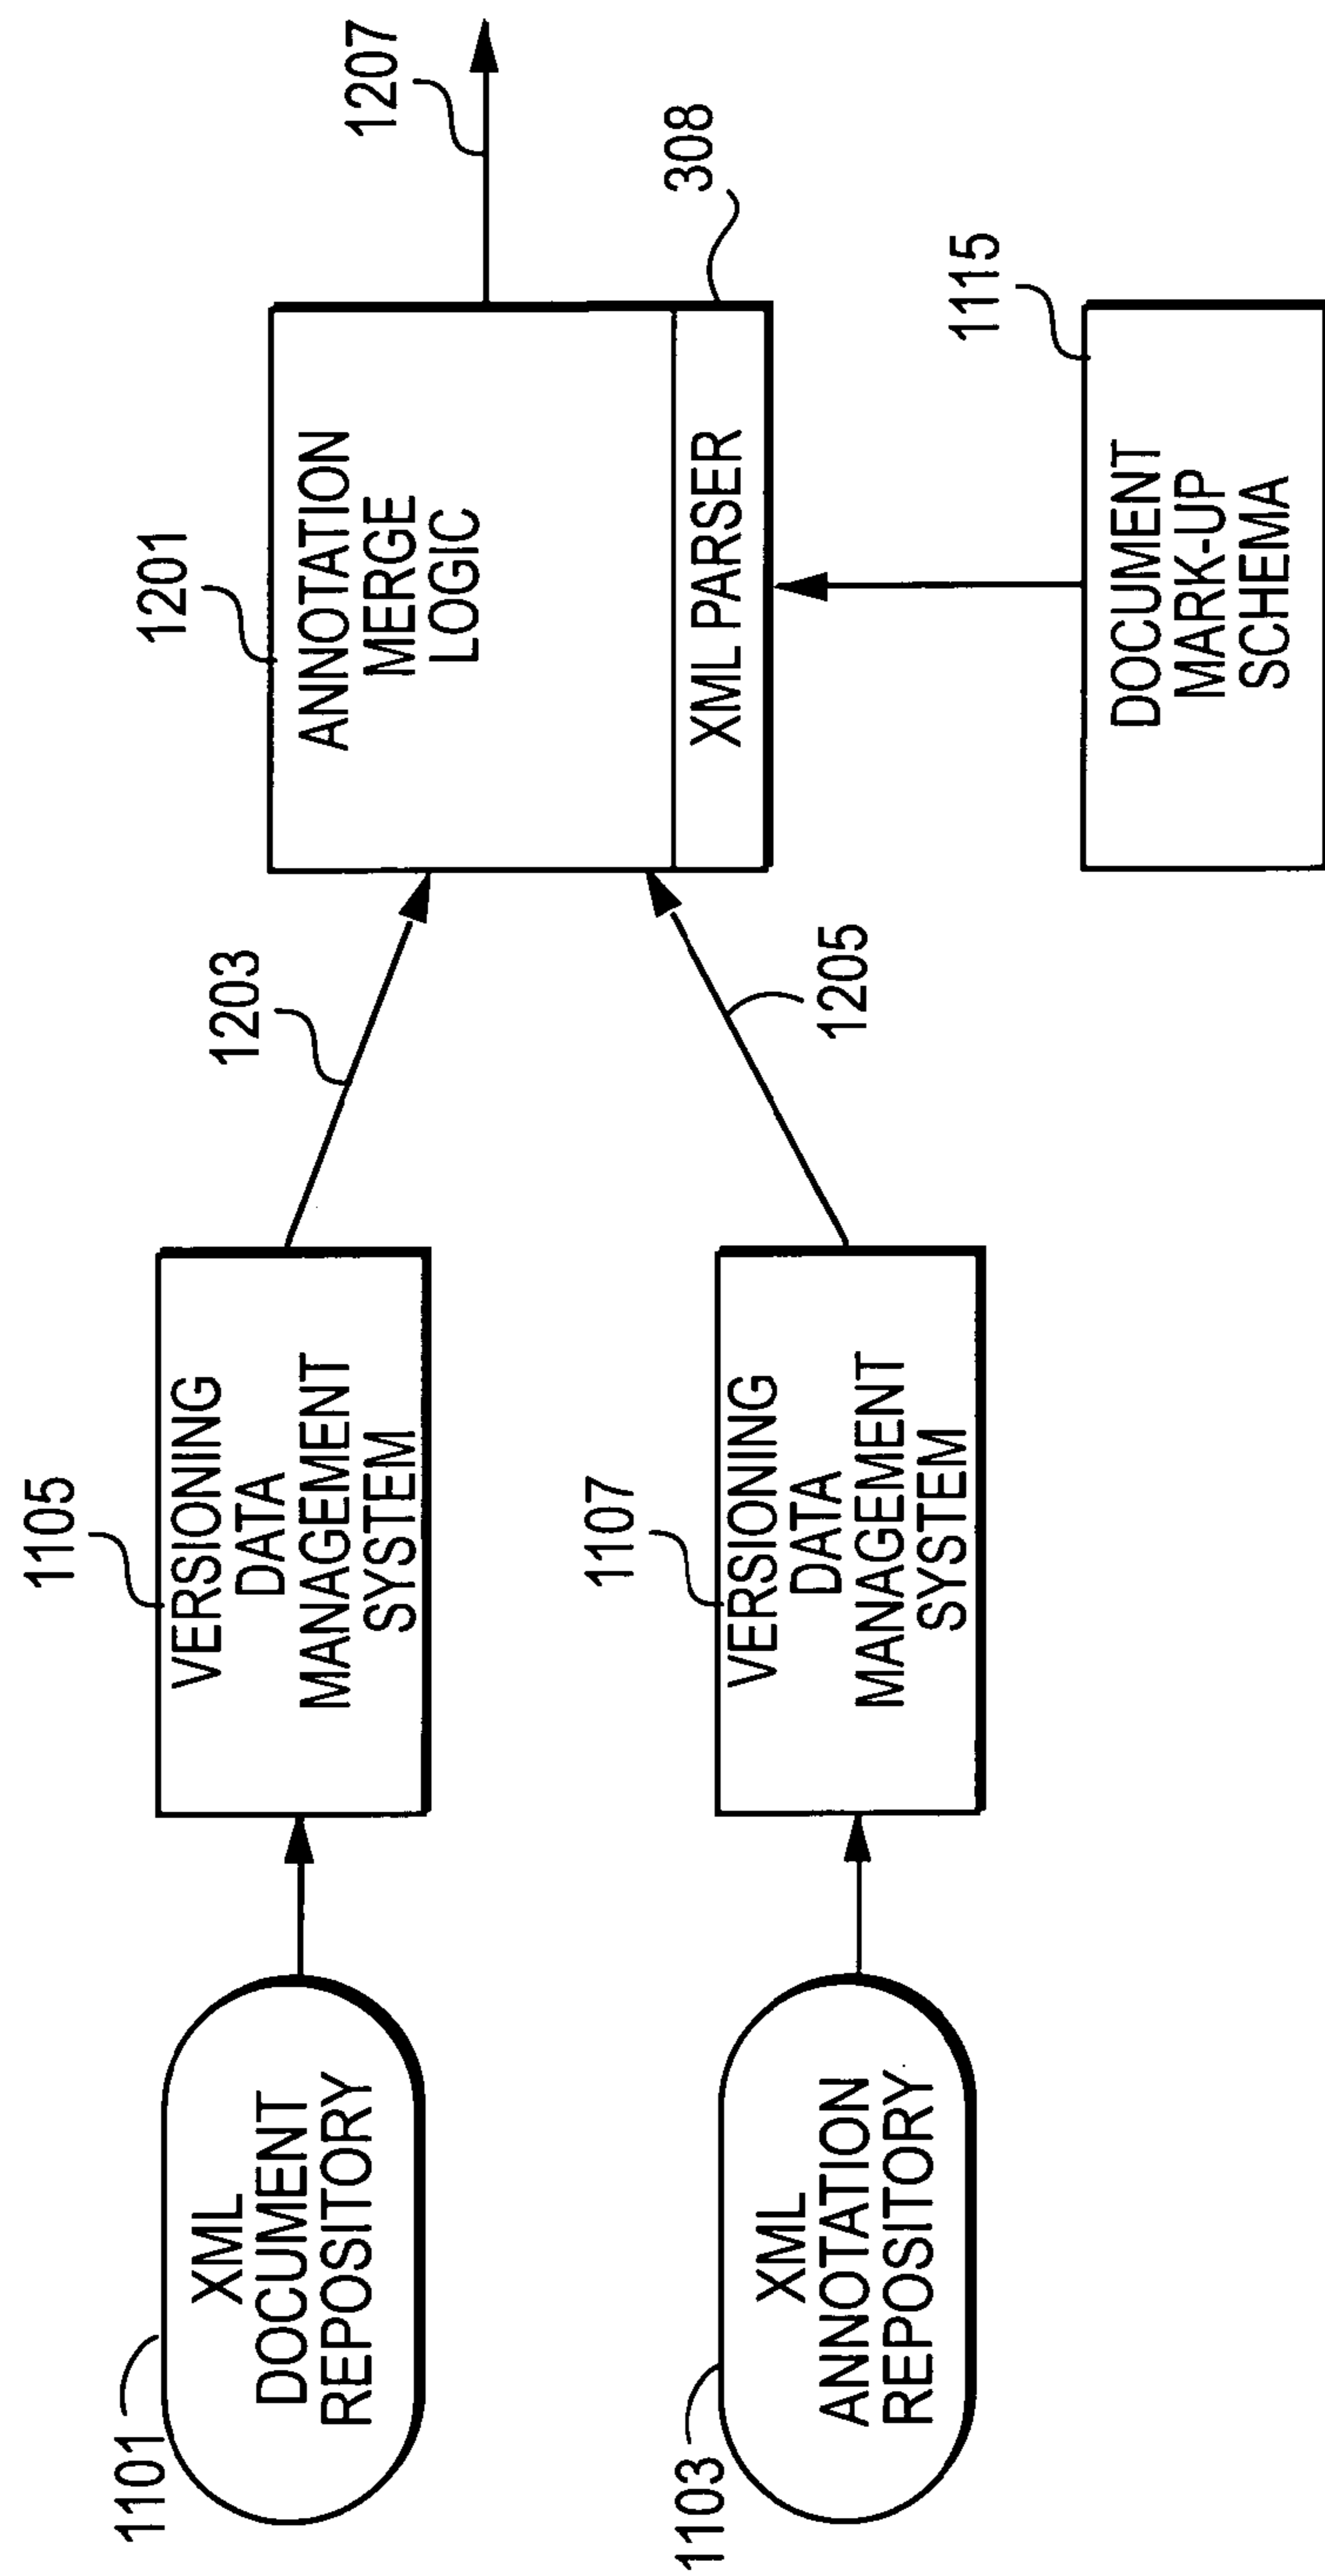 1101
XML
DOCUMENT
REPOSITORY
1105
VERSIONING
DATA
MANAGEMENT
SYSTEM
1203
1201
ANNOTATION
MERGE
LOGIC
XML PARSER
308
1207
1103
XML
ANNOTATION
REPOSITORY
1107
VERSIONING
DATA
MANAGEMENT
SYSTEM
1205
1115
DOCUMENT
MARK-UP
SCHEMA